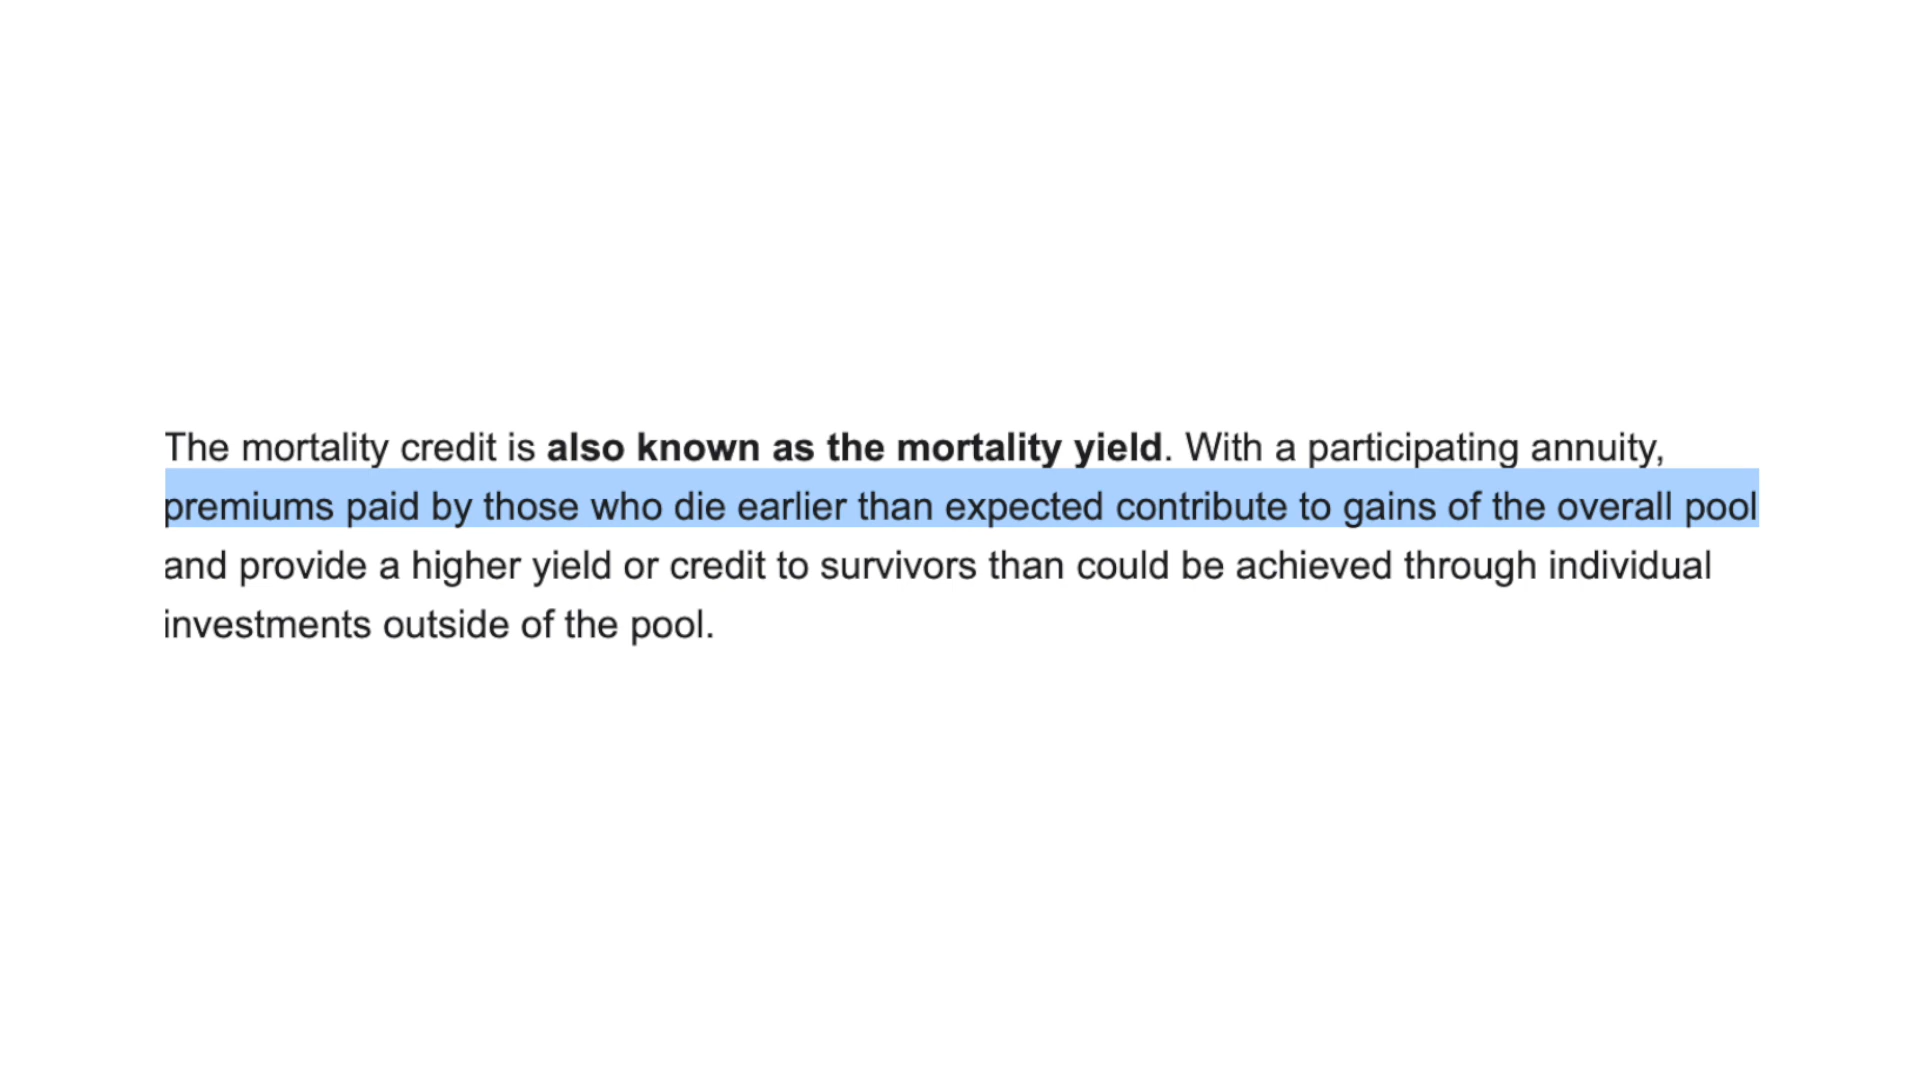 The mortality credit is also known as the mortality yield. With a participating annuity,
premiums paid by those who die earlier than expected contribute to gains of the overall pool
and provide a higher yield or credit to survivors than could be achieved through individual
investments outside of the pool.